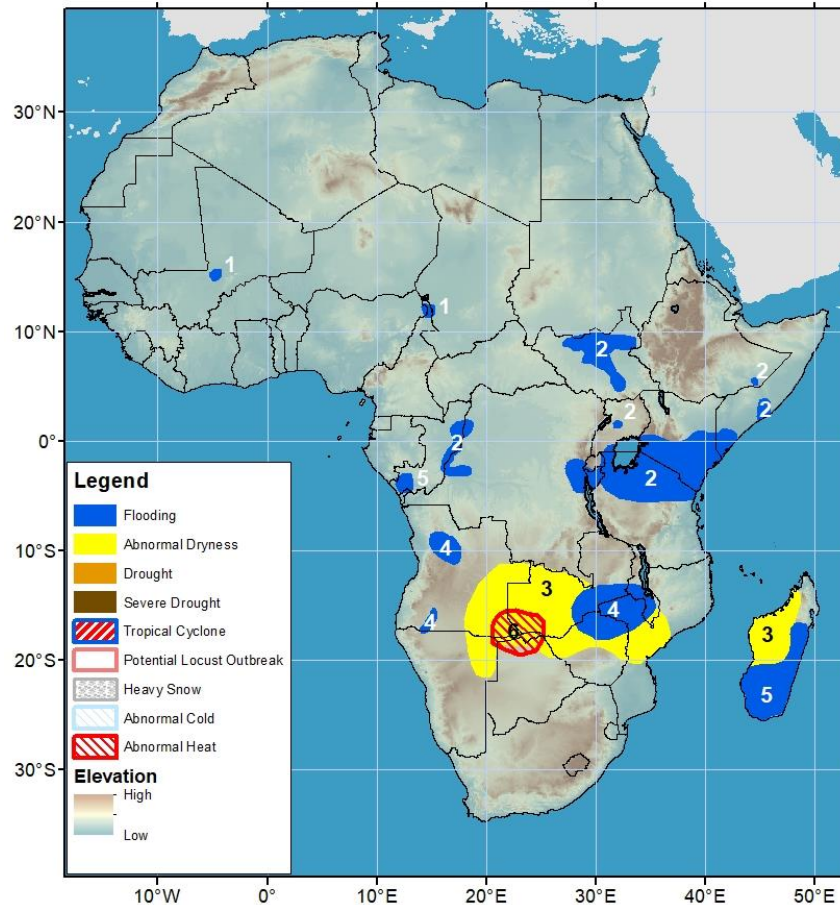 30°N
20°N
1
1
10°N
2
2
2
2
0°
2
2
5
Legend
Flooding
Abnormal Dryness
Drought
Severe Drought
Tropical Cyclone
Potential Locust Outbreak
Heavy Snow
Abnormal Cold
Abnormal Heat
Elevation
High
Low
10°S
4
3
4
4
6
3
20°S
5
30°S
10°W 0° 10°E 20°E 30°E 40°E 50°E